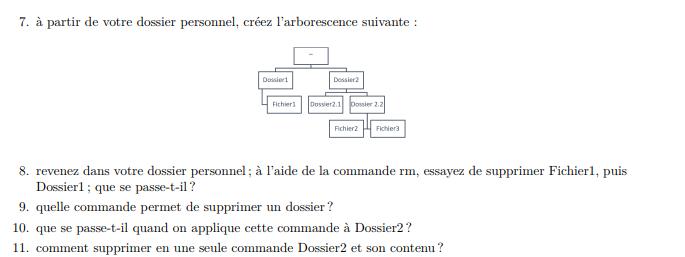 7. à partir de votre dossier personnel, créez l'arborescence suivante :
~
Dossier1 Dossier2
Fichier1 Dossier2.1 Dossier 2.2
Fichier2 Fichier3
8. revenez dans votre dossier personnel ; à l'aide de la commande rm, essayez de supprimer Fichier1, puis
Dossier1 ; que se passe-t-il ?
9. quelle commande permet de supprimer un dossier ?
10. que se passe-t-il quand on applique cette commande à Dossier2 ?
11. comment supprimer en une seule commande Dossier2 et son contenu ?